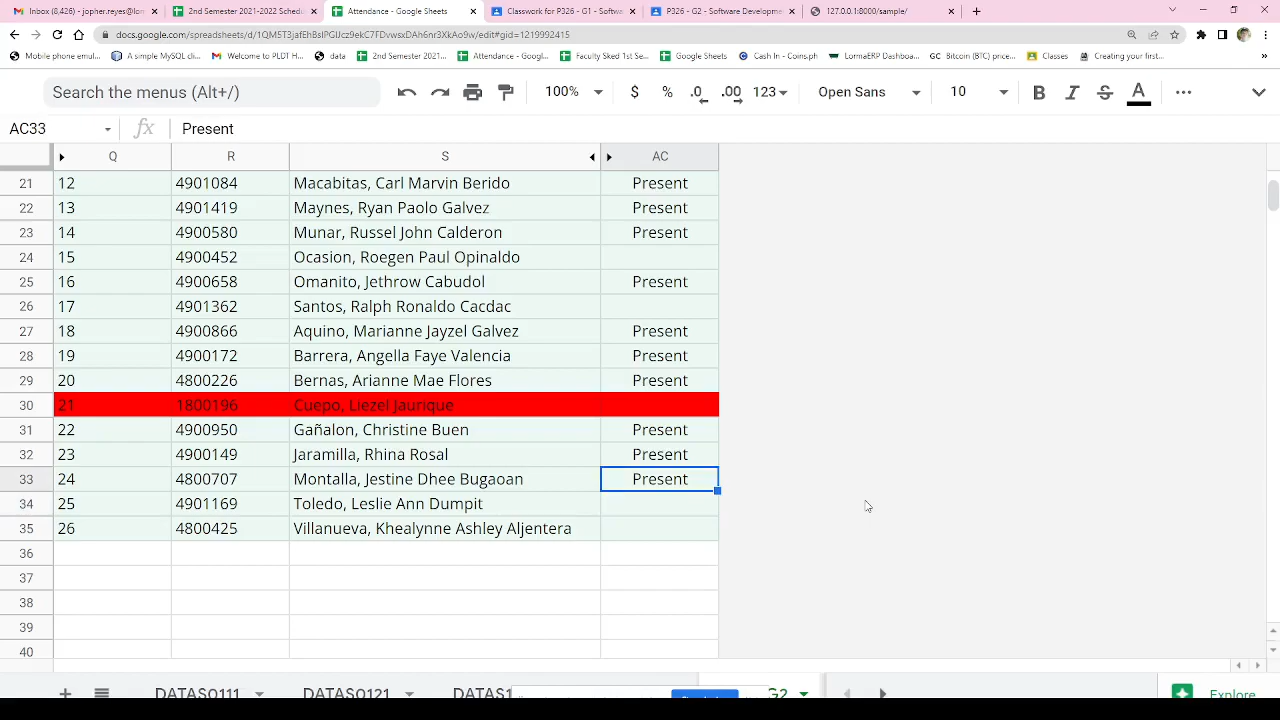 Inbox (8,426) - jopher.reyes@lor
2nd Semester 2021-2022 Schedu
Attendance - Google Sheets
Classwork for P326 - G1 - Softwa
P326 - G2 - Software Developmen
127.0.0.1:8000/sample/
docs.google.com/spreadsheets/d/
/edit#gid=1219992415
Mobile phone emul...
A simple MySQL cli...
Welcome to PLDT H...
data
2nd Semester 2021...
Attendance - Googl...
Faculty Sked 1st Se...
Google Sheets
Cash In - Coins.ph
LormaERP Dashboa...
GC Bitcoin (BTC) price...
Classes
Creating your first...
»
Search the menus (Alt+/)
100%
$
%
.0
.00
123
Open Sans
10
B
I
S
A
AC33
fx
Present
Q R S AC
21 12 4901084 Macabitas, Carl Marvin Berido Present
22 13 4901419 Maynes, Ryan Paolo Galvez Present
23 14 4900580 Munar, Russel John Calderon Present
24 15 4900452 Ocasion, Roegen Paul Opinaldo
25 16 4900658 Omanito, Jethrow Cabudol Present
26 17 4901362 Santos, Ralph Ronaldo Cacdac
27 18 4900866 Aquino, Marianne Jayzel Galvez Present
28 19 4900172 Barrera, Angella Faye Valencia Present
29 20 4800226 Bernas, Arianne Mae Flores Present
30 21 1800196 Cuepo, Liezel Jaurique
31 22 4900950 Gañalon, Christine Buen Present
32 23 4900149 Jaramilla, Rhina Rosal Present
33 24 4800707 Montalla, Jestine Dhee Bugaoan Present
34 25 4901169 Toledo, Leslie Ann Dumpit
35 26 4800425 Villanueva, Khealynne Ashley Aljentera
36
37
38
39
40
DATAS0111
DATAS0121
DATAS1
G2
Explore